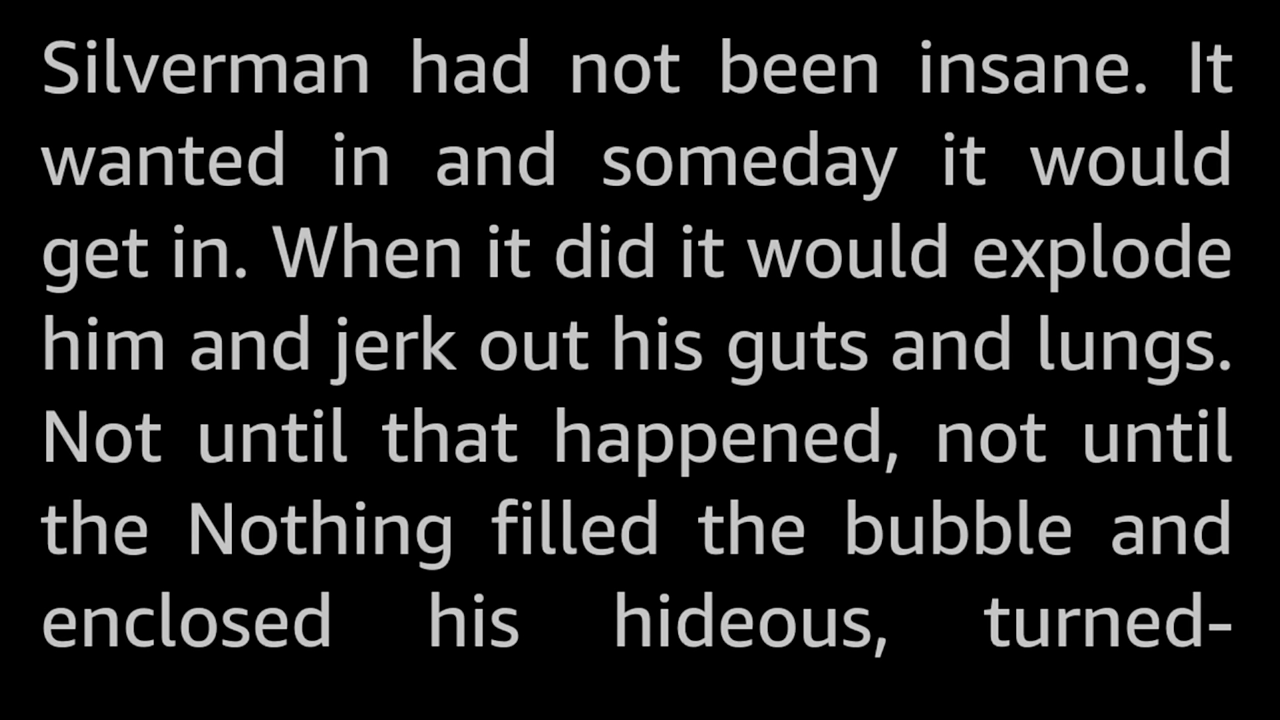 Silverman had not been insane. It
wanted in and someday it would
get in. When it did it would explode
him and jerk out his guts and lungs.
Not until that happened, not until
the Nothing filled the bubble and
enclosed his hideous, turned-